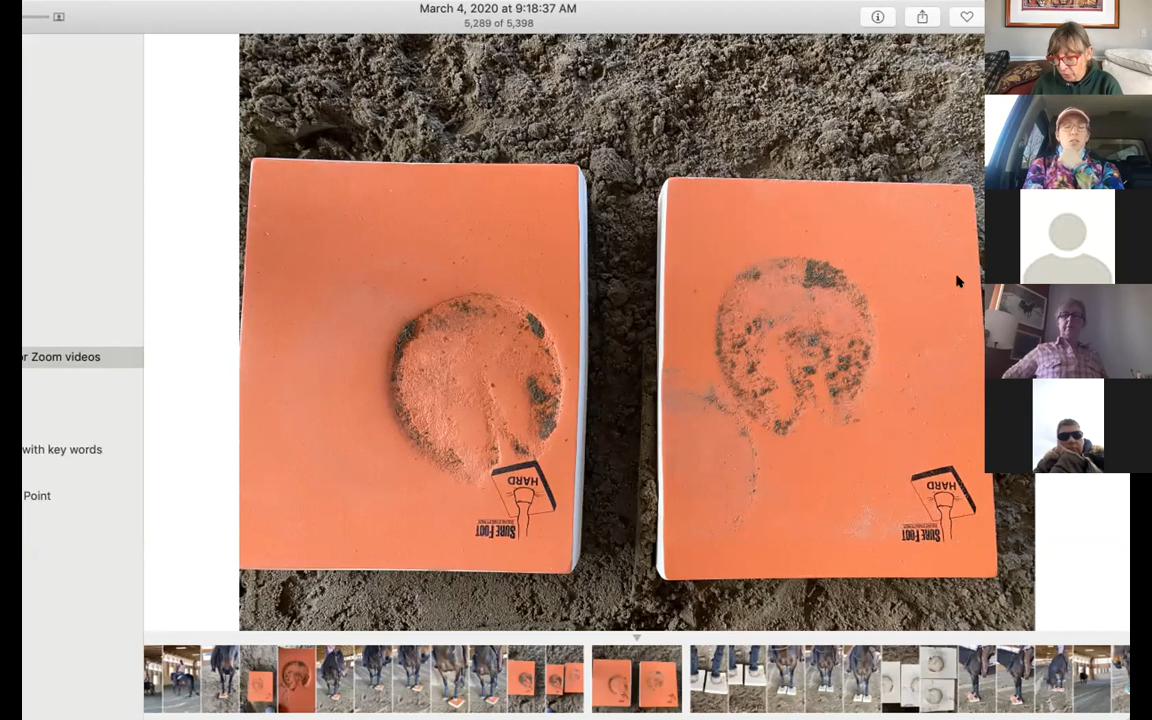 March 4, 2020 at 9:18:37 AM
5,289 of 5,398
or Zoom videos
with key words
Point
HARD
SURE FOOT
HARD
SURE FOOT